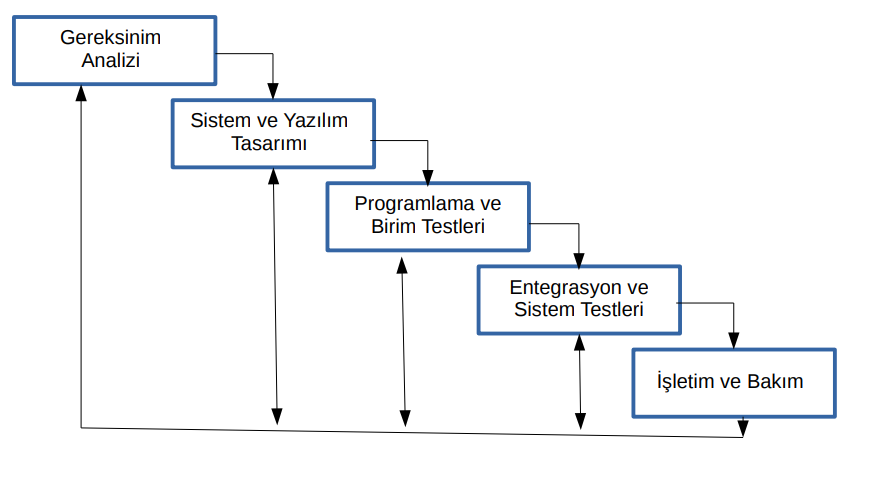 Gereksinim
Analizi
Sistem ve Yazılım
Tasarımı
Programlama ve
Birim Testleri
Entegrasyon ve
Sistem Testleri
İşletim ve Bakım